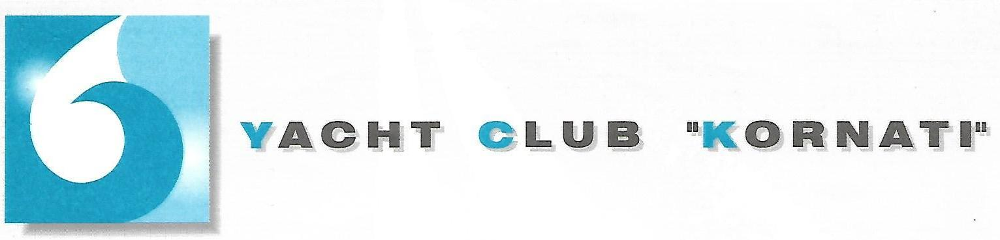 YACHT CLUB "KORNATI"